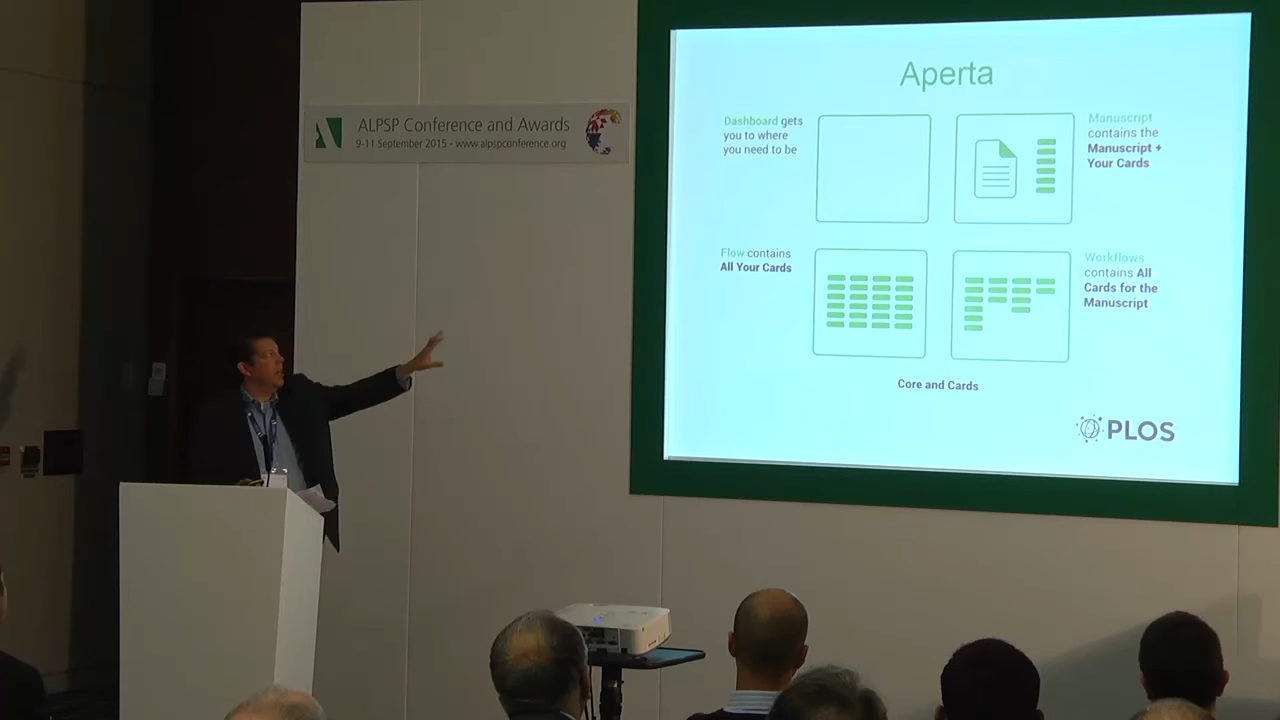 ALPSP Conference and Awards
9-11 September 2015 - www.alpspconference.org
Aperta
Dashboard gets
you to where
you need to be
Manuscript
contains the
Manuscript +
Your Cards
Flow contains
All Your Cards
Workflows
contains All
Cards for the
Manuscript
Core and Cards
PLOS